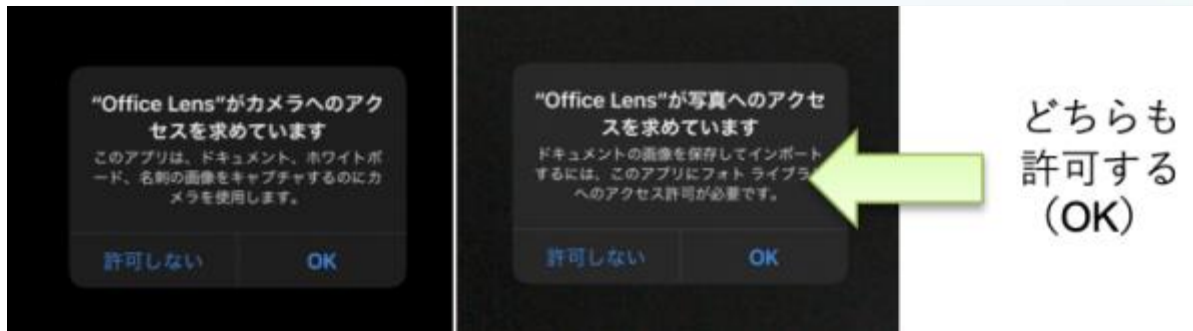 "Office Lens"がカメラへのアク
セスを求めています
このアプリは、ドキュメント、ホワイトボ
ード、名刺の画像をキャプチャするのにカ
メラを使用します。
許可しない OK
"Office Lens"が写真へのアクセ
スを求めています
ドキュメントの画像を保存してインポート
するには、このアプリにフォト ライブラ
へのアクセス許可が必要です。
許可しない OK
どちらも
許可する
（OK）